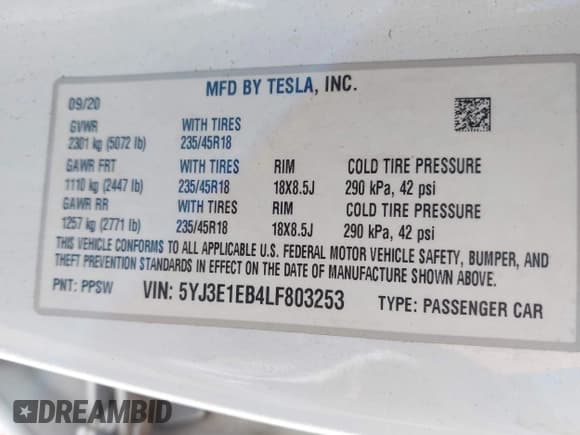 MFD BY TESLA, INC.
09/20
GVWR WITH TIRES
2301 kg (5072 lb) 235/45R18
GAWR FRT WITH TIRES RIM COLD TIRE PRESSURE
1110 kg (2447 lb) 235/45R18 18X8.5J 290 kPa, 42 psi
GAWR RR WITH TIRES RIM COLD TIRE PRESSURE
1257 kg (2771 lb) 235/45R18 18X8.5J 290 kPa, 42 psi
THIS VEHICLE CONFORMS TO ALL APPLICABLE U.S. FEDERAL MOTOR VEHICLE SAFETY, BUMPER, AND
THEFT PREVENTION STANDARDS IN EFFECT ON THE DATE OF MANUFACTURE SHOWN ABOVE.
PNT: PPSW VIN: 5YJ3E1EB4LF803253 TYPE: PASSENGER CAR
DREAMBID